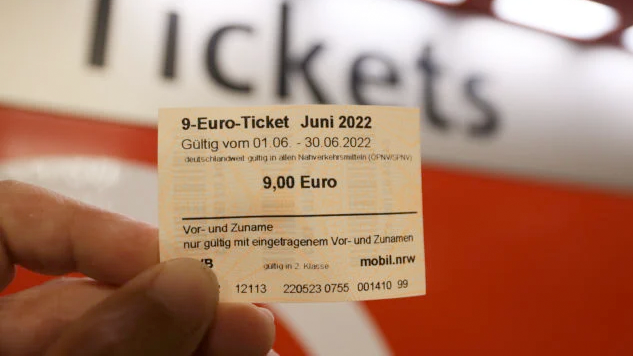 Tickets
9-Euro-Ticket Juni 2022
Gültig vom 01.06. - 30.06.2022
deutschlandweit gültig in allen Nahverkehrsmitteln (ÖPNV/SPNV)
9,00 Euro
Vor- und Zuname
nur gültig mit eingetragenem Vor- und Zunamen
gültig in 2. Klasse mobil.nrw
12113 220523 0755 001410 99